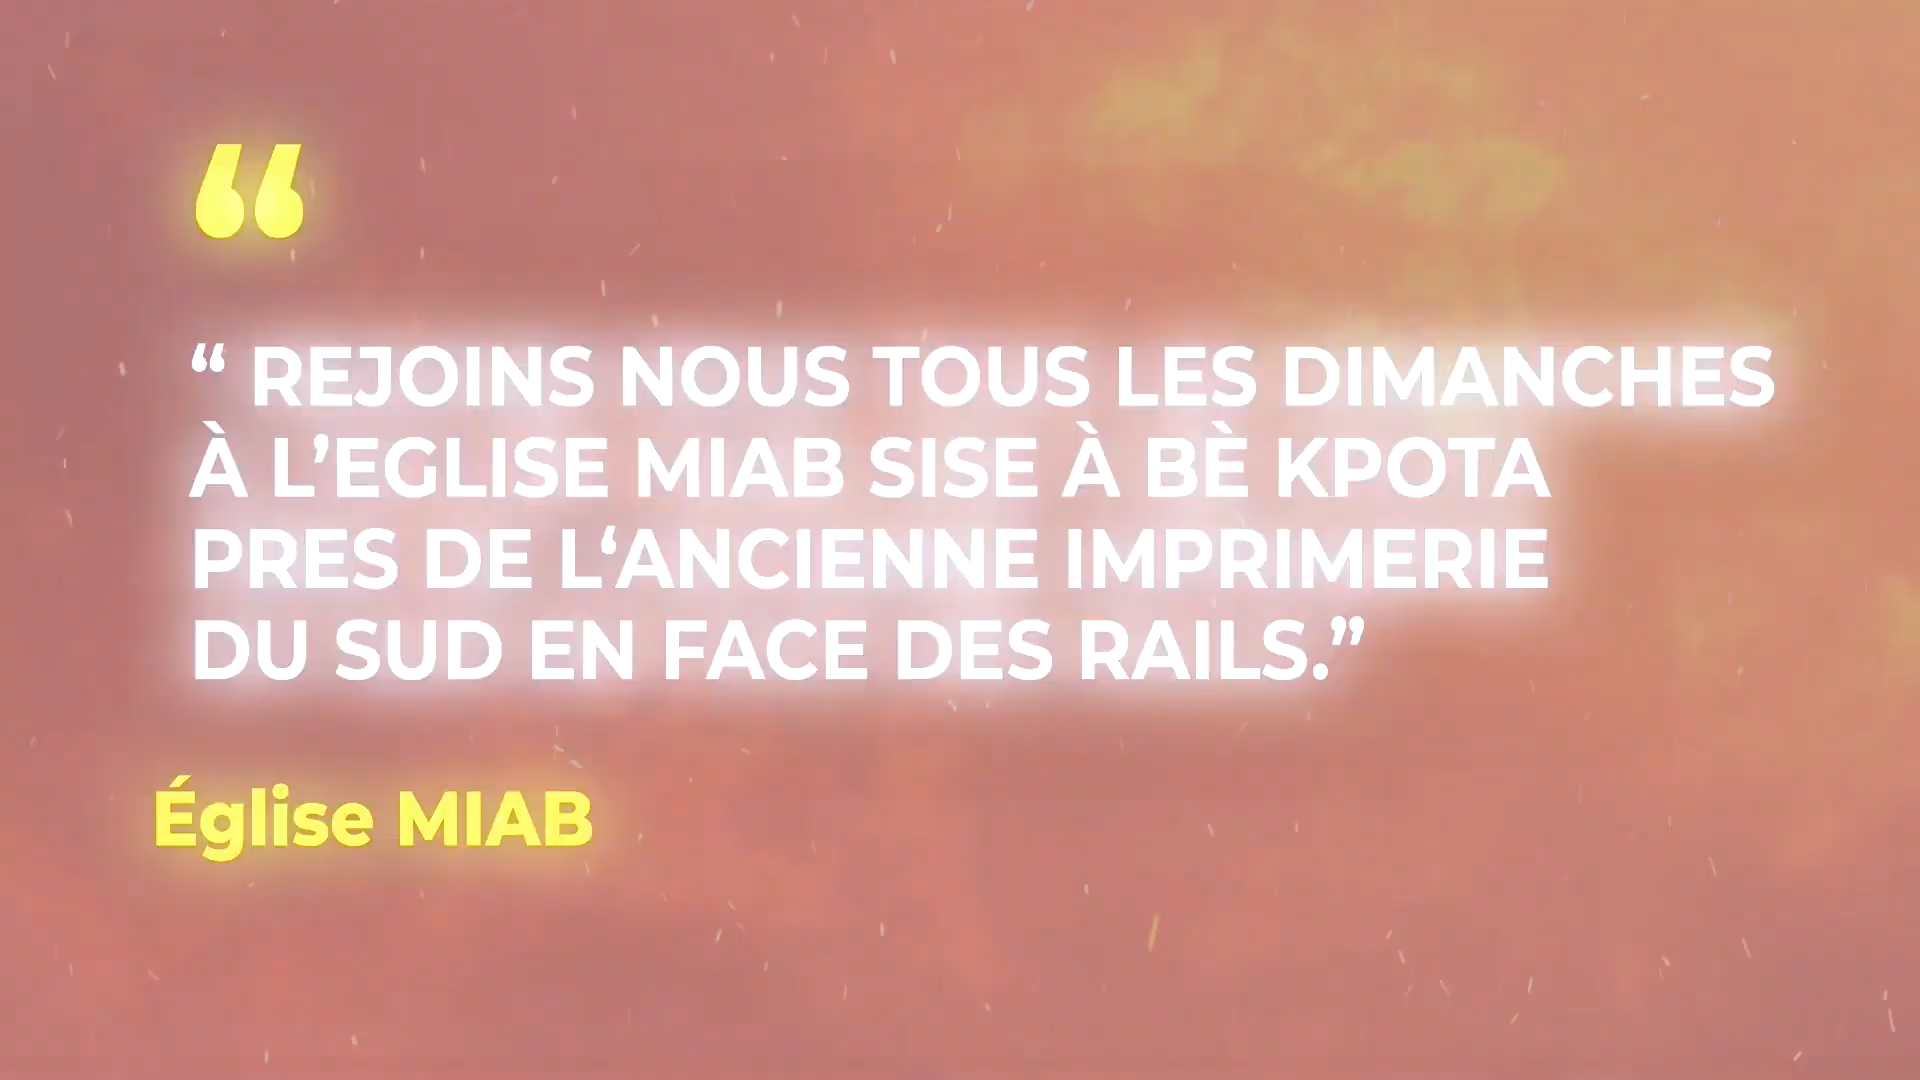 “
“ REJOINS NOUS TOUS LES DIMANCHES
À L’EGLISE MIAB SISE À BÈ KPOTA
PRES DE L‘ANCIENNE IMPRIMERIE
DU SUD EN FACE DES RAILS.”
Église MIAB